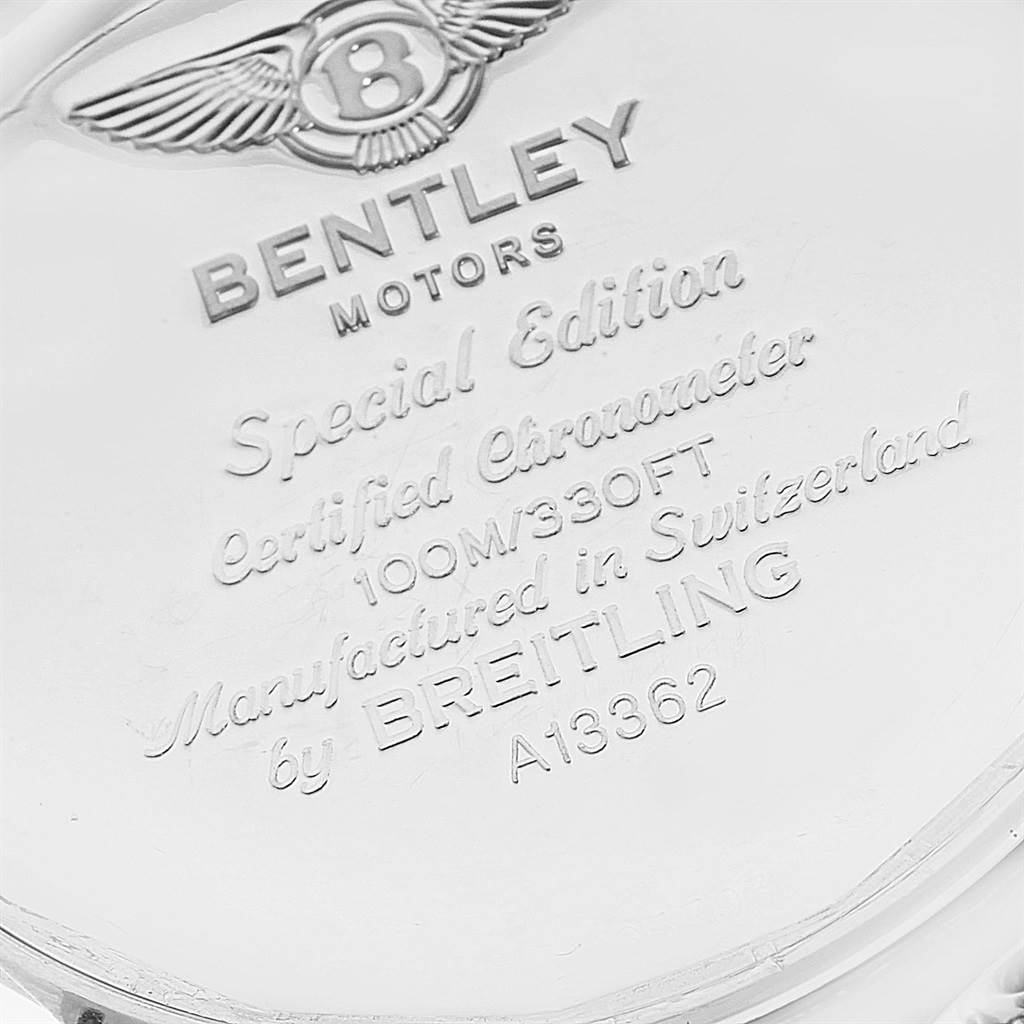 B
BENTLEY
MOTORS
Special Edition
Certified Chronometer
100M/330FT
Manufactured in Switzerland
by BREITLING
A13362